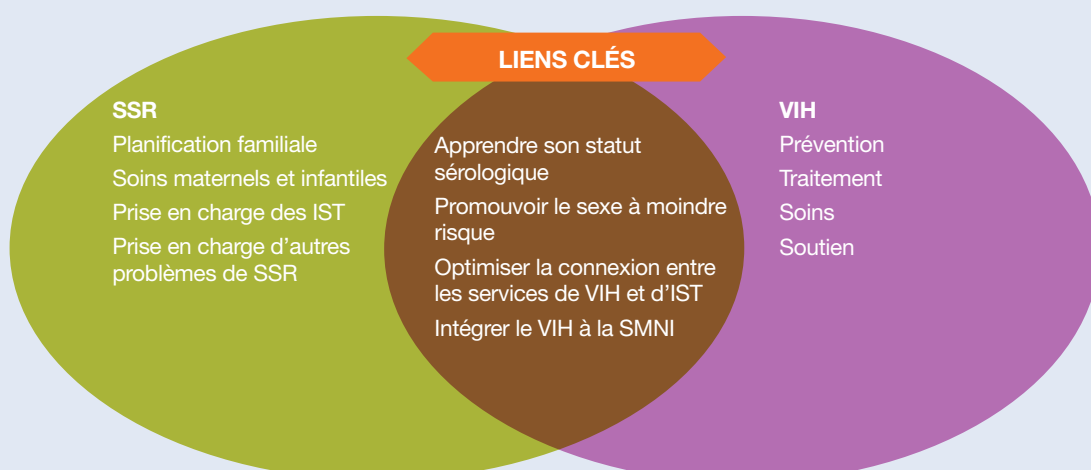 LIENS CLÉS
SSR
Planification familiale
Soins maternels et infantiles
Prise en charge des IST
Prise en charge d’autres
problèmes de SSR
Apprendre son statut
sérologique
Promouvoir le sexe à moindre
risque
Optimiser la connexion entre
les services de VIH et d’IST
Intégrer le VIH à la SMNI
VIH
Prévention
Traitement
Soins
Soutien